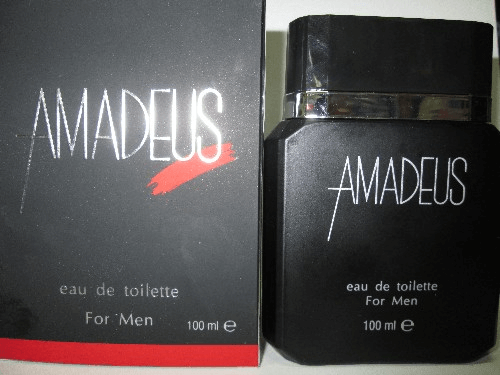 AMADEUS
eau de toilette
For Men
100 ml ℮
AMADEUS
eau de toilette
For Men
100 ml ℮